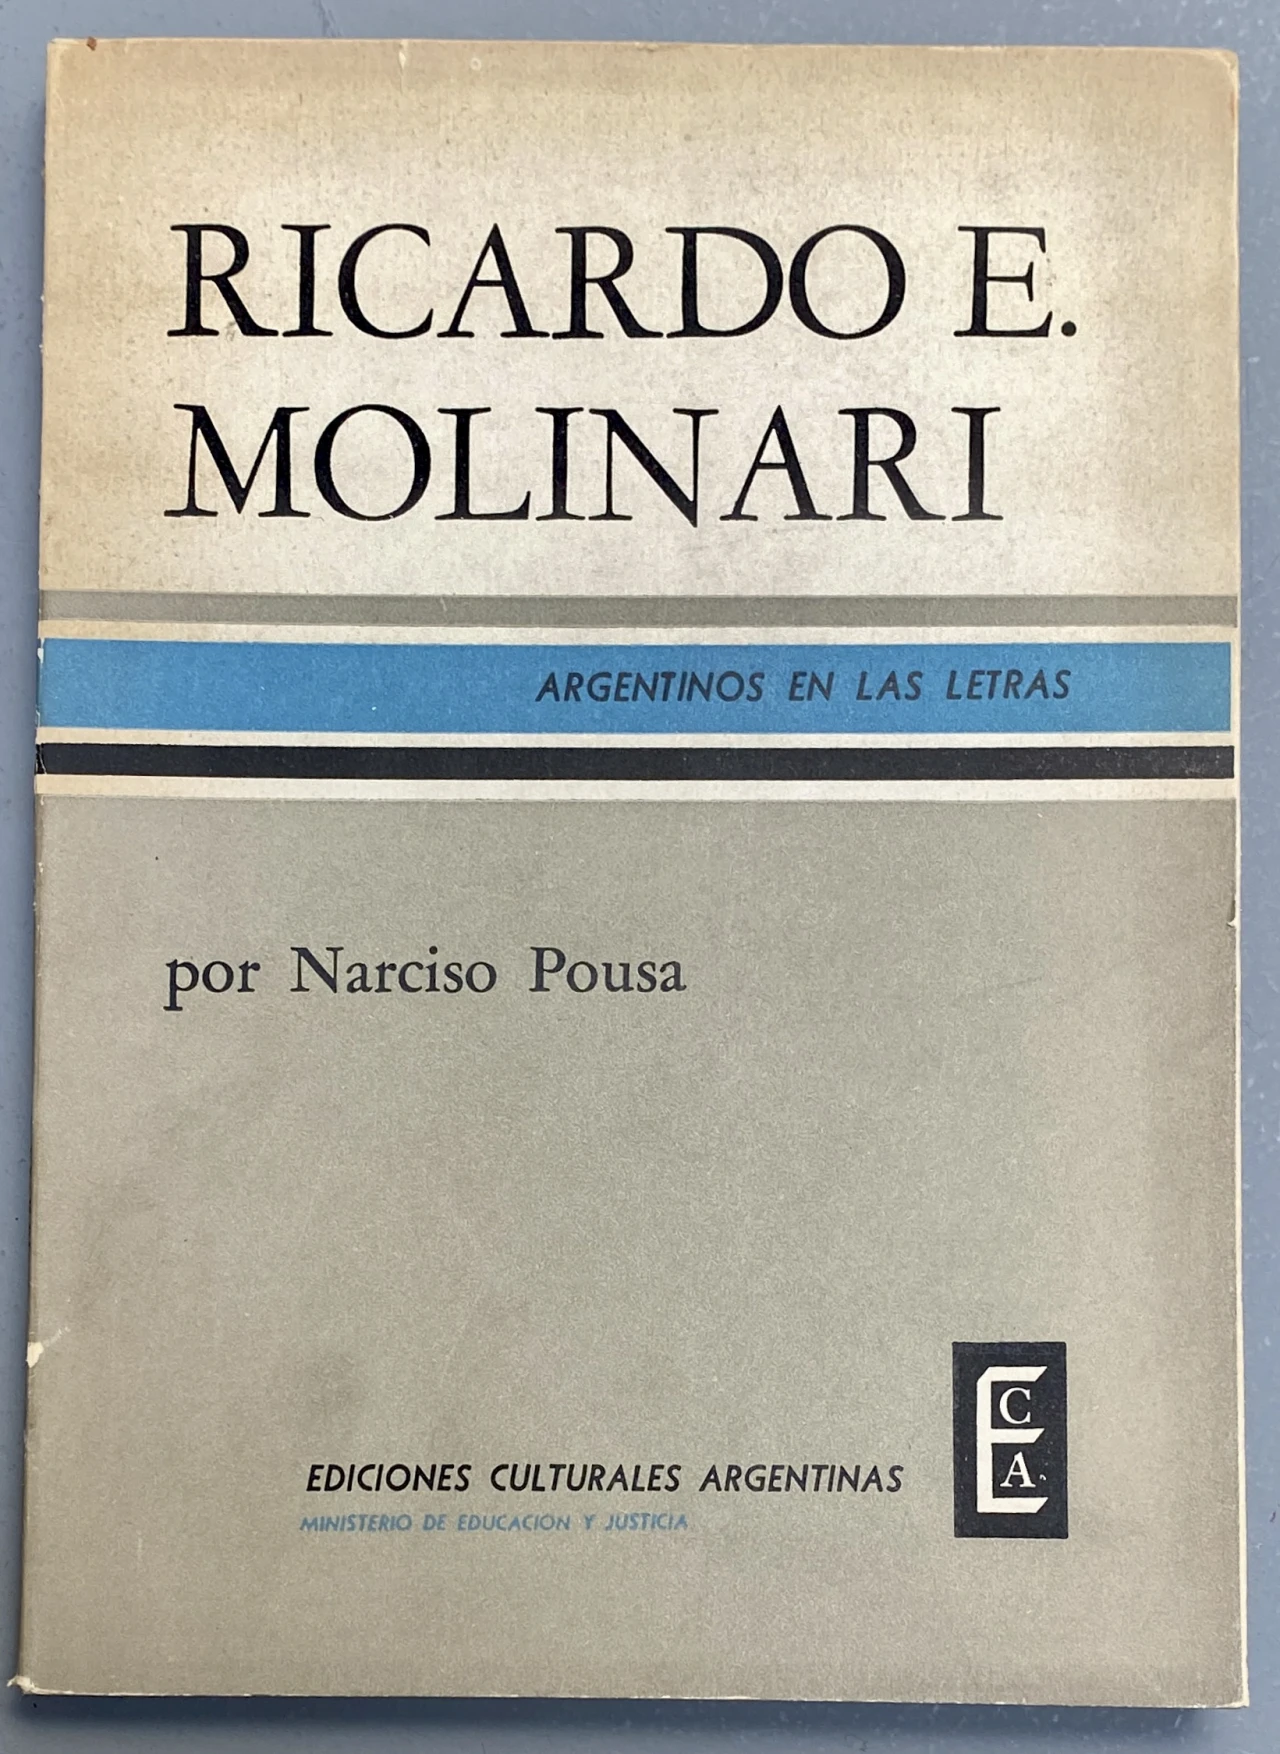 RICARDO E.
MOLINARI
ARGENTINOS EN LAS LETRAS
por Narciso Pousa
E C A
EDICIONES CULTURALES ARGENTINAS
MINISTERIO DE EDUCACION Y JUSTICIA